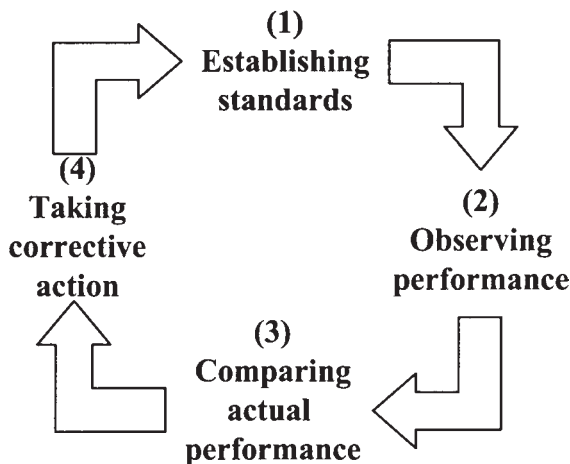 (1)
Establishing
standards
(2)
Observing
performance
(3)
Comparing
actual
performance
(4)
Taking
corrective
action